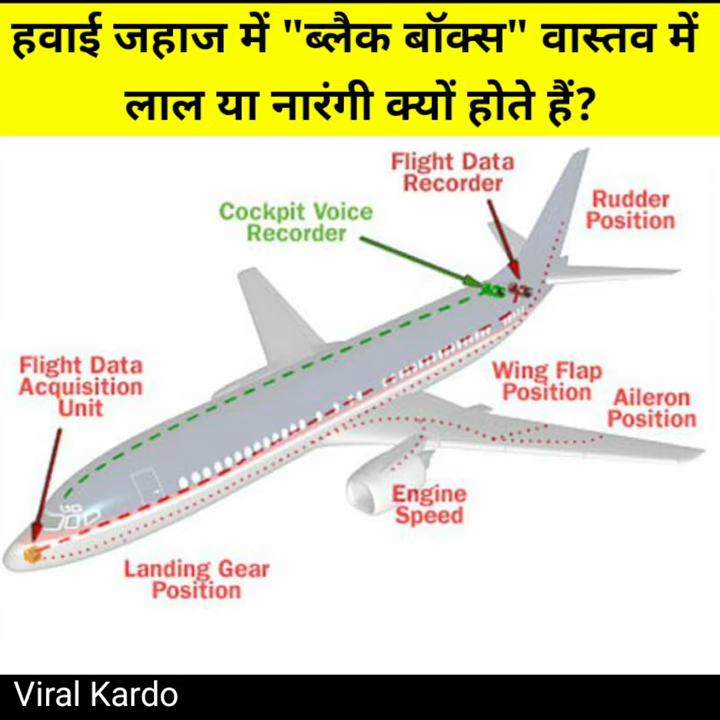 हवाई जहाज में "ब्लैक बॉक्स" वास्तव में
लाल या नारंगी क्यों होते हैं?
Flight Data
Recorder
Rudder
Position
Cockpit Voice
Recorder
Flight Data
Acquisition
Unit
Wing Flap
Position
Aileron
Position
Engine
Speed
Landing Gear
Position
Viral Kardo